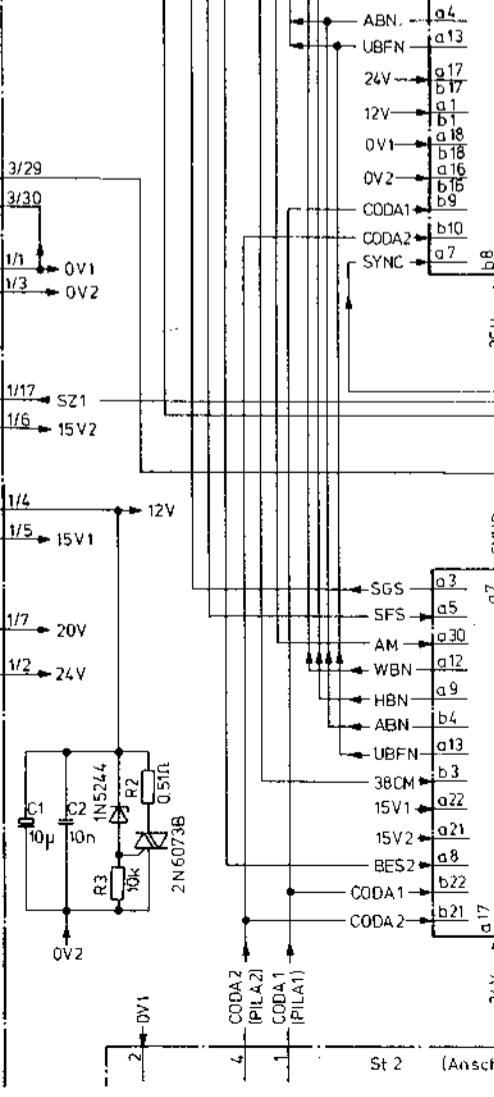 ABN.
a4
UBFN
a13
24V
a17
b17
12V
a1
b1
0V1
a18
b18
0V2
a16
b16
CODA1
b9
CODA2
b10
SYNC
a7
b8
3/29
3/30
1/1
0V1
1/3
0V2
1/17
SZ1
1/6
15V2
1/4
12V
1/5
15V1
1/7
20V
1/2
24V
SGS
a3
a7
SFS
a5
AM
a30
WBN
a12
HBN
a9
ABN
b4
UBFN
a13
38CM
b3
15V1
a22
15V2
a21
BES2
a8
CODA1
b22
CODA2
b21
a17
C1
10µ
C2
10n
1N5244
R2
0.51Ω
2N6073B
R3
10k
0V2
0V1
CODA2
(PILA2)
CODA1
(PILA1)
2
4
1
St 2
(Ansch